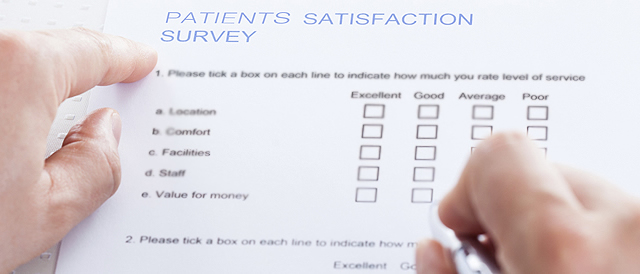 PATIENTS SATISFACTION
SURVEY
1. Please tick a box on each line to indicate how much you rate level of service
Excellent Good Average Poor
a. Location
b. Comfort
c. Facilities
d. Staff
e. Value for money
2. Please tick a box on each line to indicate how m
Excellent